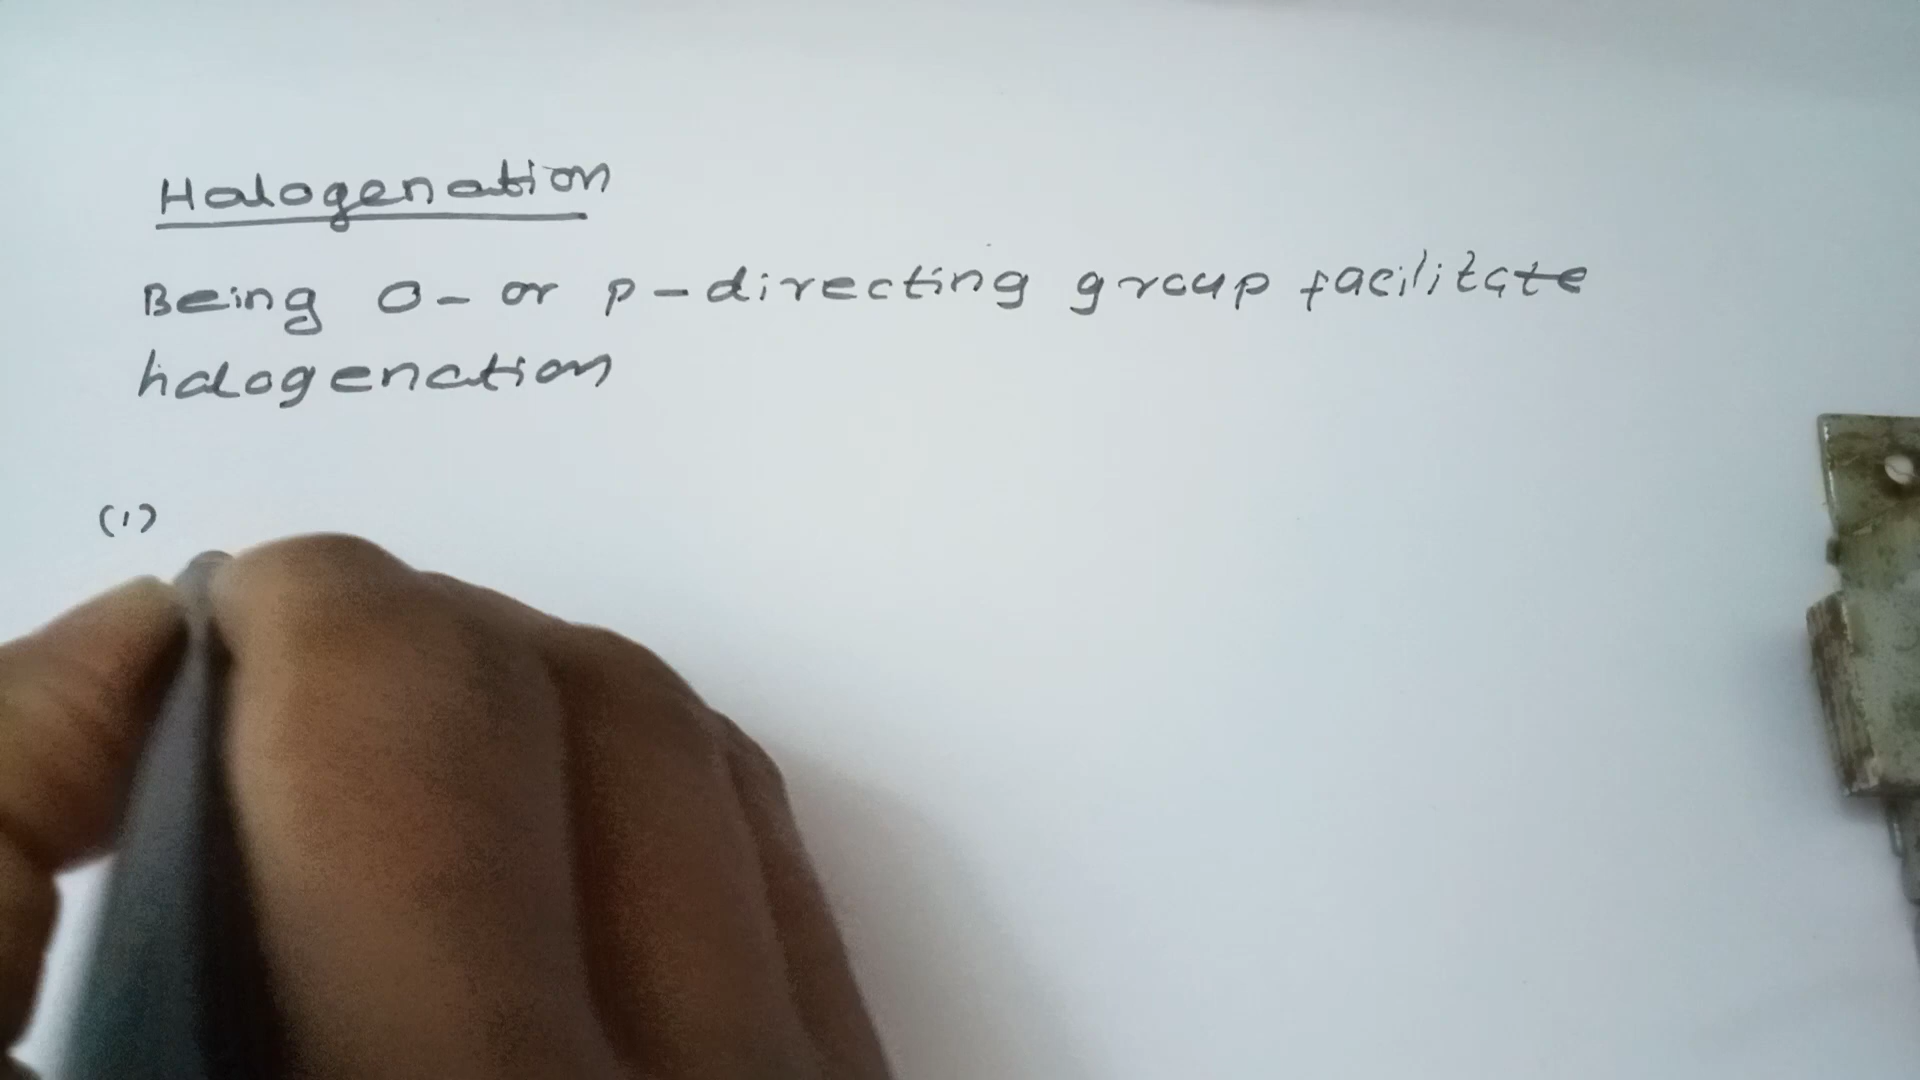 Halogenation
Being o- or p-directing group facilitate
halogenation
(1)